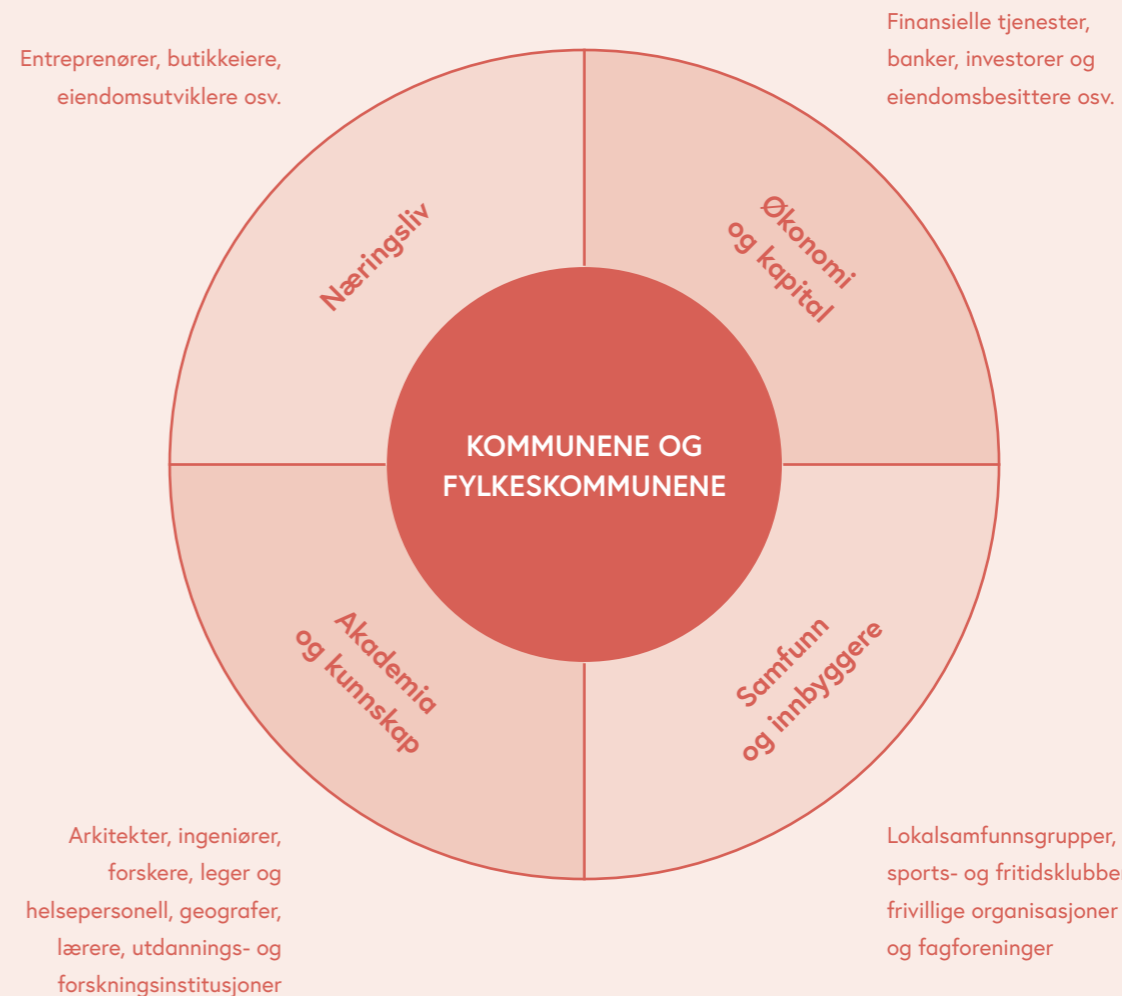 Entreprenører, butikkeiere,
eiendomsutviklere osv.
Finansielle tjenester,
banker, investorer og
eiendomsbesittere osv.
Næringsliv
Økonomi
og kapital
KOMMUNENE OG
FYLKESKOMMUNENE
Akademia
og kunnskap
Samfunn
og innbyggere
Arkitekter, ingeniører,
forskere, leger og
helsepersonell, geografer,
lærere, utdannings- og
forskningsinstitusjoner
Lokalsamfunnsgrupper,
sports- og fritidsklubber
frivillige organisasjoner
og fagforeninger